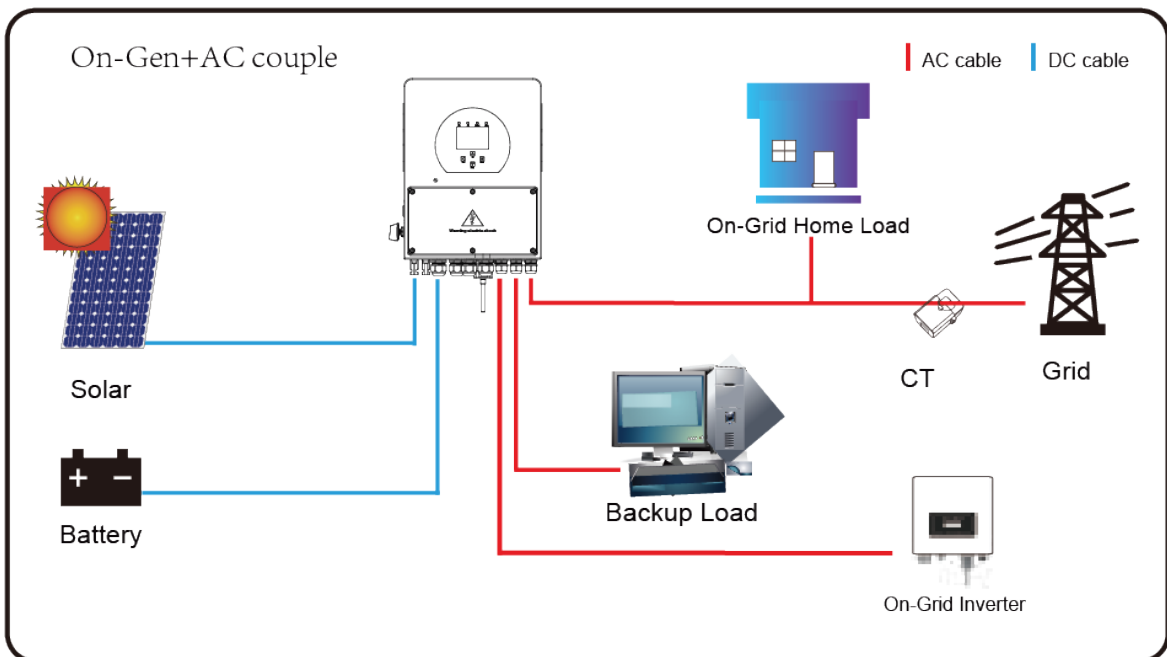 On-Gen+AC couple
AC cable
DC cable
On-Grid Home Load
Solar
CT
Grid
+ −
Backup Load
Battery
On-Grid Inverter